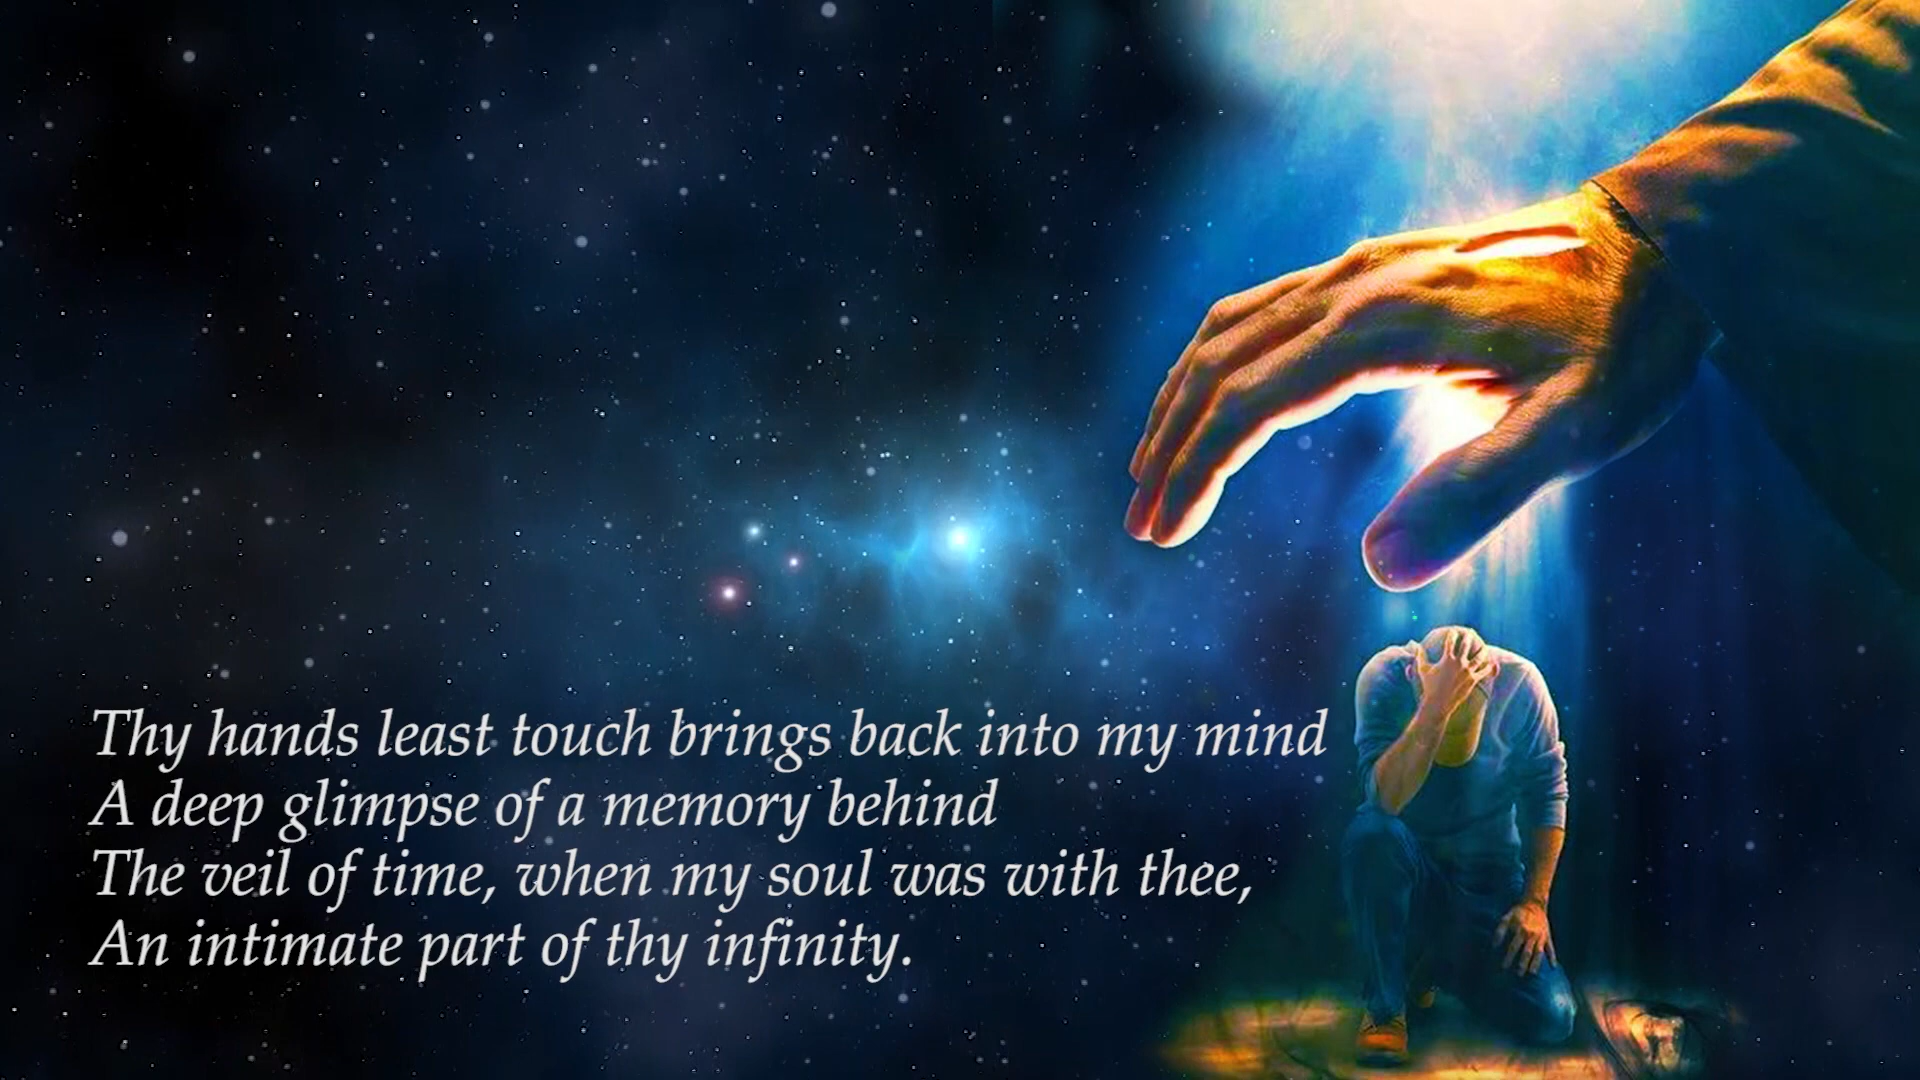 Thy hands least touch brings back into my mind
A deep glimpse of a memory behind
The veil of time, when my soul was with thee,
An intimate part of thy infinity.